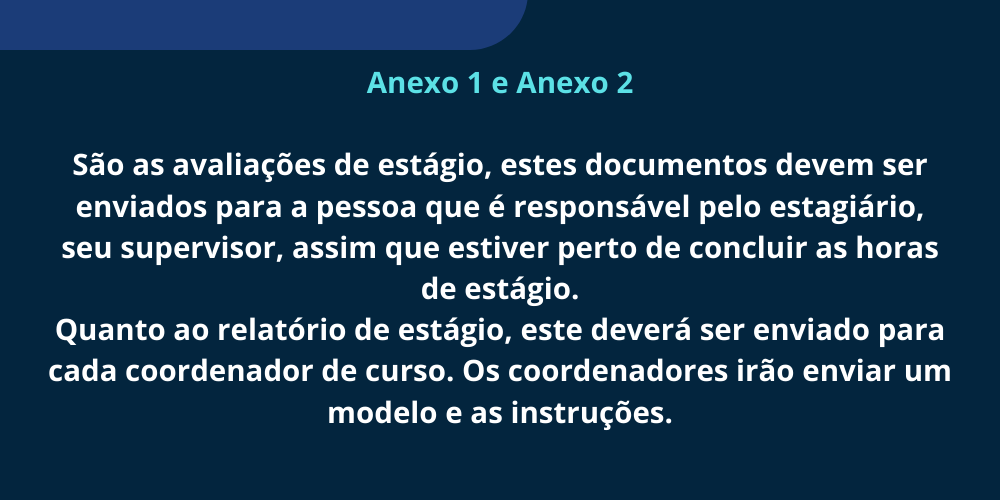 Anexo 1 e Anexo 2
São as avaliações de estágio, estes documentos devem ser
enviados para a pessoa que é responsável pelo estagiário,
seu supervisor, assim que estiver perto de concluir as horas
de estágio.
Quanto ao relatório de estágio, este deverá ser enviado para
cada coordenador de curso. Os coordenadores irão enviar um
modelo e as instruções.